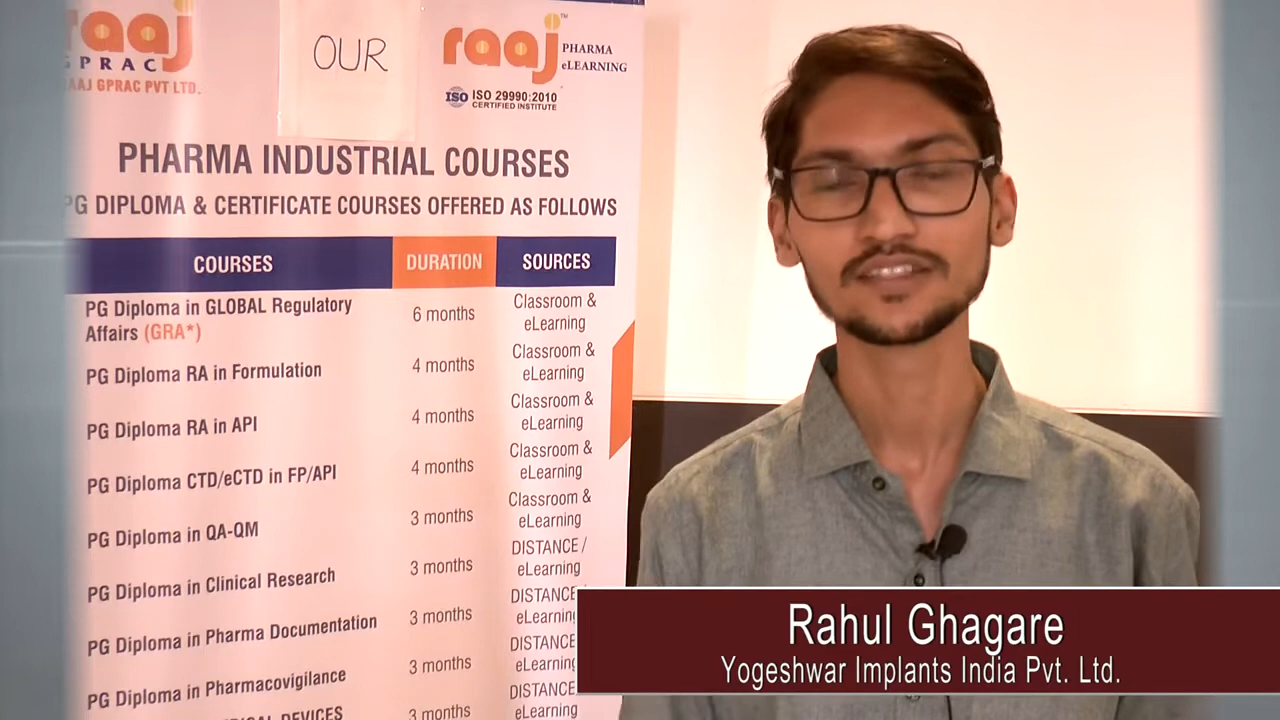 raaj
GPRAC
RAAJ GPRAC PVT LTD.
OUR
raaj™
PHARMA
eLEARNING
ISO
ISO 29990:2010
CERTIFIED INSTITUTE
PHARMA INDUSTRIAL COURSES
PG DIPLOMA & CERTIFICATE COURSES OFFERED AS FOLLOWS
COURSES DURATION SOURCES
PG Diploma in GLOBAL Regulatory
Affairs (GRA*)
6 months
Classroom &
eLearning
PG Diploma RA in Formulation
4 months
Classroom &
eLearning
PG Diploma RA in API
4 months
Classroom &
eLearning
PG Diploma CTD/eCTD in FP/API
4 months
Classroom &
eLearning
PG Diploma in QA-QM
3 months
Classroom &
eLearning
PG Diploma in Clinical Research
3 months
DISTANCE /
eLearning
PG Diploma in Pharma Documentation
3 months
DISTANCE
eLearning
PG Diploma in Pharmacovigilance
3 months
DISTANCE
eLearning
DEVICES
3 months
DISTANCE
eLearning
Rahul Ghagare
Yogeshwar Implants India Pvt. Ltd.